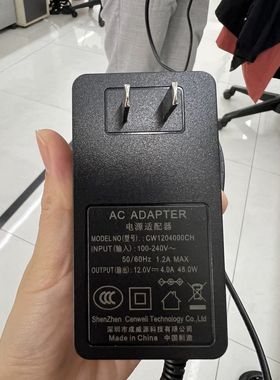 AC ADAPTER
电源适配器
MODEL NO(型号): CW1204000CH
INPUT(输入): 100-240V~
50/60Hz 1.2A MAX
OUTPUT(输出): 12.0V⎓4.0A 48.0W
ShenZhen Cenwell Technology Co.,Ltd
深圳市成威源科技有限公司
Made in China 中国制造